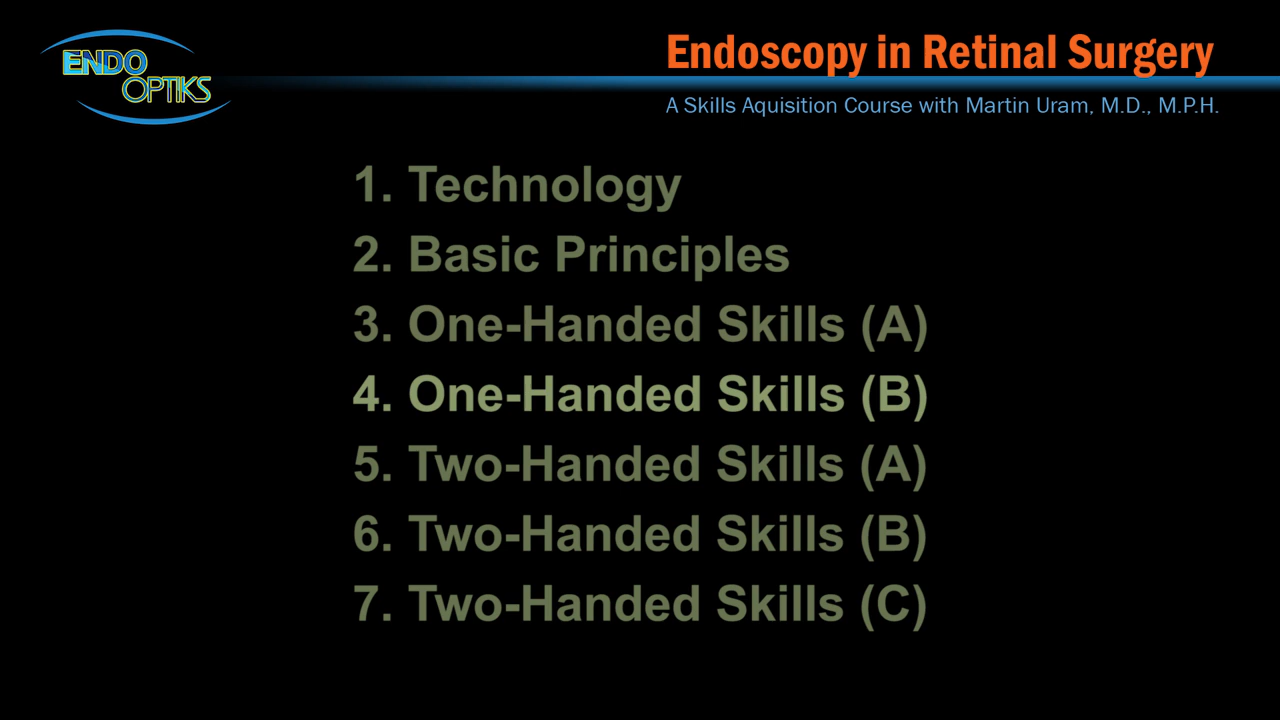 ENDO
OPTIKS
Endoscopy in Retinal Surgery
A Skills Aquisition Course with Martin Uram, M.D., M.P.H.
1. Technology
2. Basic Principles
3. One-Handed Skills (A)
4. One-Handed Skills (B)
5. Two-Handed Skills (A)
6. Two-Handed Skills (B)
7. Two-Handed Skills (C)